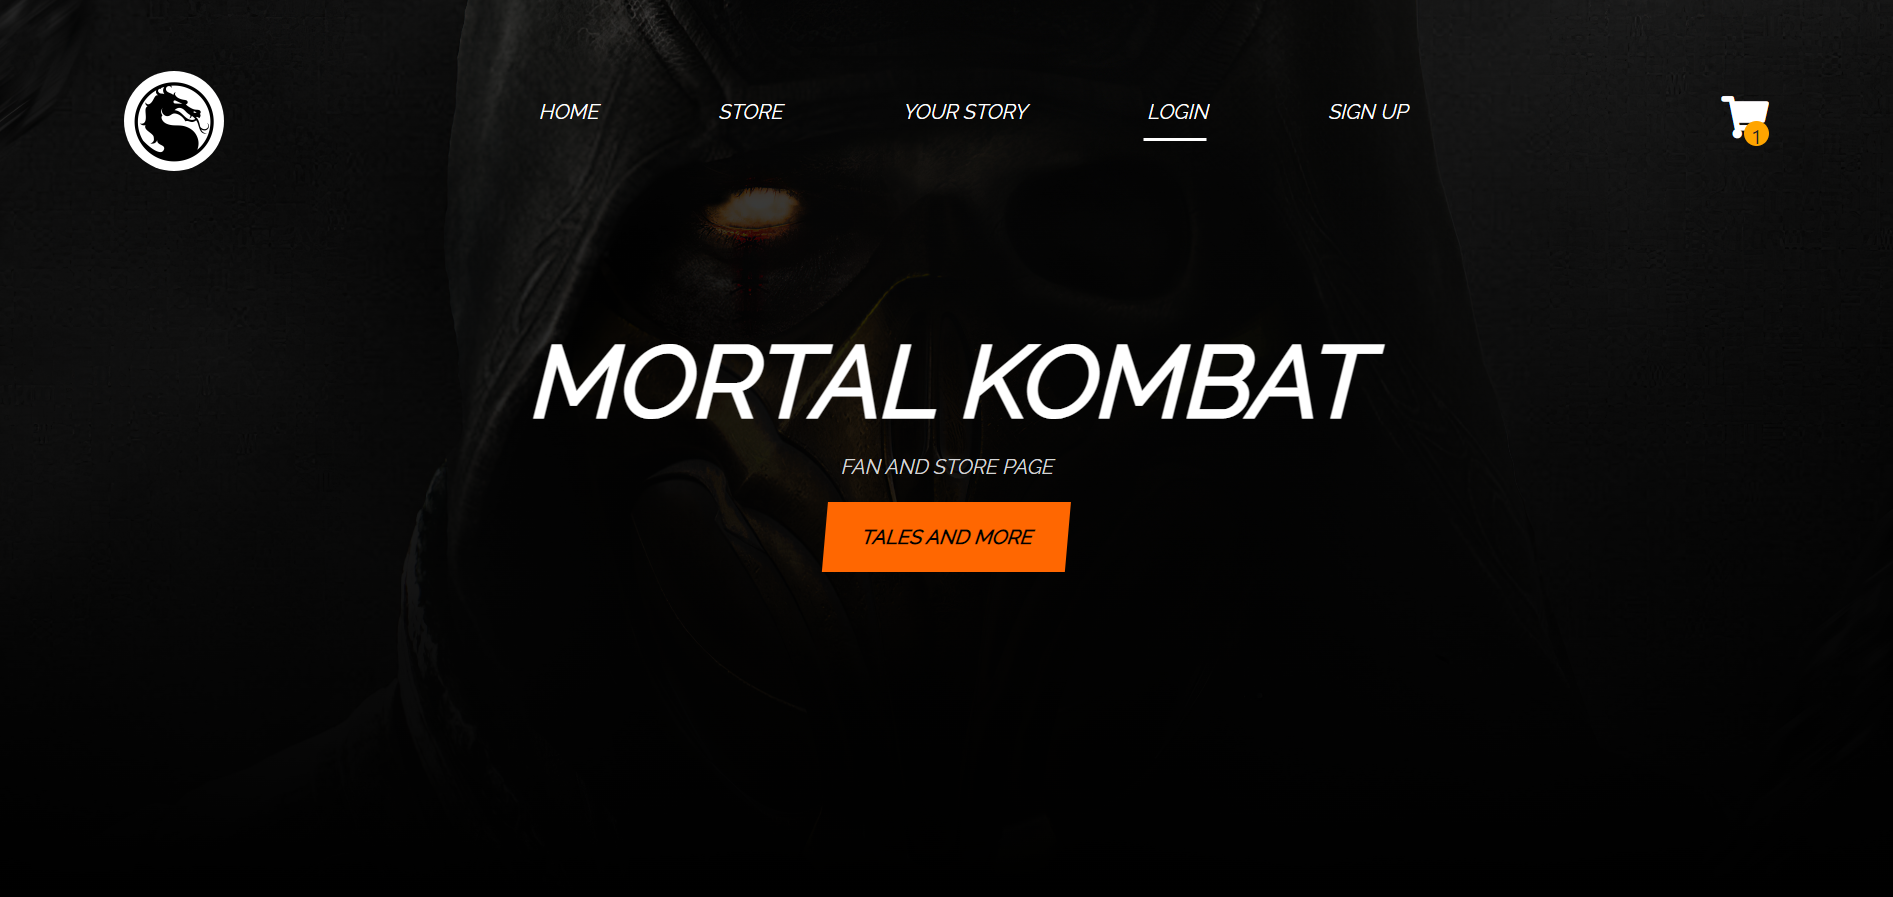 HOME STORE YOUR STORY LOGIN SIGN UP
1
MORTAL KOMBAT
FAN AND STORE PAGE
TALES AND MORE